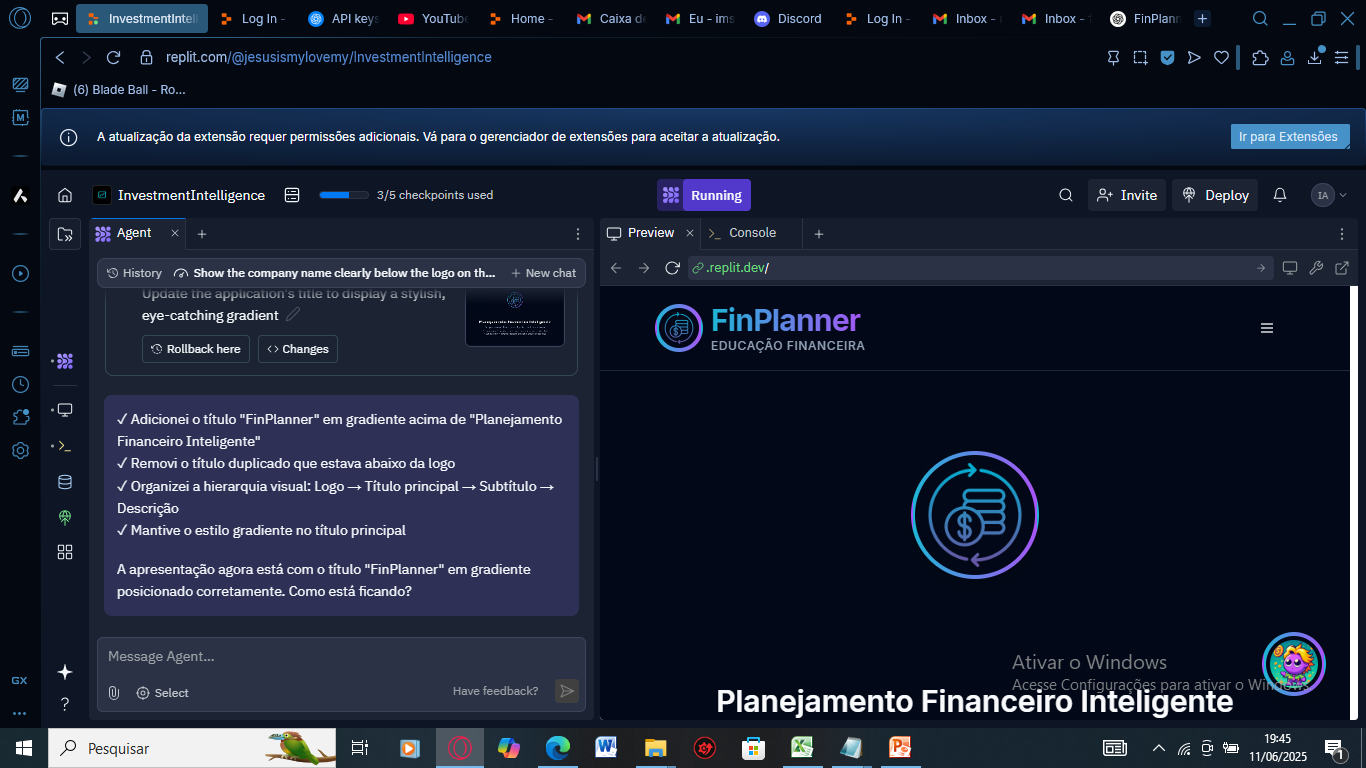 InvestmentIntell
Log In -
API keys
YouTube
Home -
Caixa de
Eu - ims
Discord
Log In -
Inbox -
Inbox -
FinPlann
replit.com/@jesusismylovemy/InvestmentIntelligence
(6) Blade Ball - Ro...
A atualização da extensão requer permissões adicionais. Vá para o gerenciador de extensões para aceitar a atualização.
Ir para Extensões
InvestmentIntelligence
3/5 checkpoints used
Running
Invite
Deploy
IA
Agent
Preview
Console
History
Show the company name clearly below the logo on th...
New chat
.replit.dev/
Update the application's title to display a stylish,
eye-catching gradient
Rollback here
Changes
✓ Adicionei o título "FinPlanner" em gradiente acima de "Planejamento
Financeiro Inteligente"
✓ Removi o título duplicado que estava abaixo da logo
✓ Organizei a hierarquia visual: Logo → Título principal → Subtítulo →
Descrição
✓ Mantive o estilo gradiente no título principal
A apresentação agora está com o título "FinPlanner" em gradiente
posicionado corretamente. Como está ficando?
Message Agent...
Select
Have feedback?
FinPlanner
EDUCAÇÃO FINANCEIRA
$
Ativar o Windows
Acesse Configurações para ativar o Windows.
Planejamento Financeiro Inteligente
GX
Pesquisar
19:45
11/06/2025
1